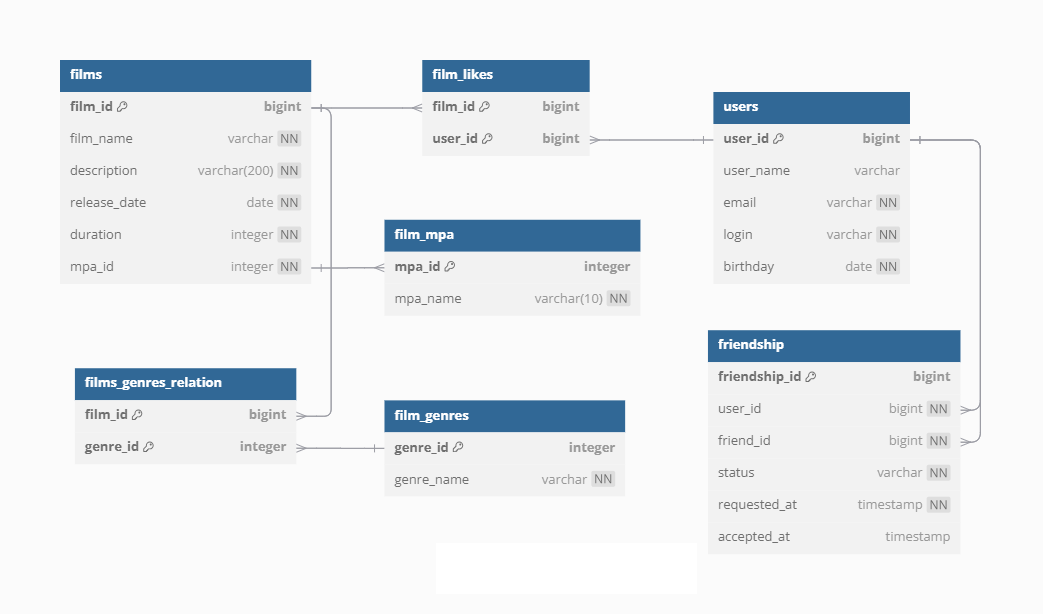 films
film_id bigint
film_name varchar NN
description varchar(200) NN
release_date date NN
duration integer NN
mpa_id integer NN
film_likes
film_id bigint
user_id bigint
users
user_id bigint
user_name varchar
email varchar NN
login varchar NN
birthday date NN
film_mpa
mpa_id integer
mpa_name varchar(10) NN
friendship
friendship_id bigint
user_id bigint NN
friend_id bigint NN
status varchar NN
requested_at timestamp NN
accepted_at timestamp
films_genres_relation
film_id bigint
genre_id integer
film_genres
genre_id integer
genre_name varchar NN